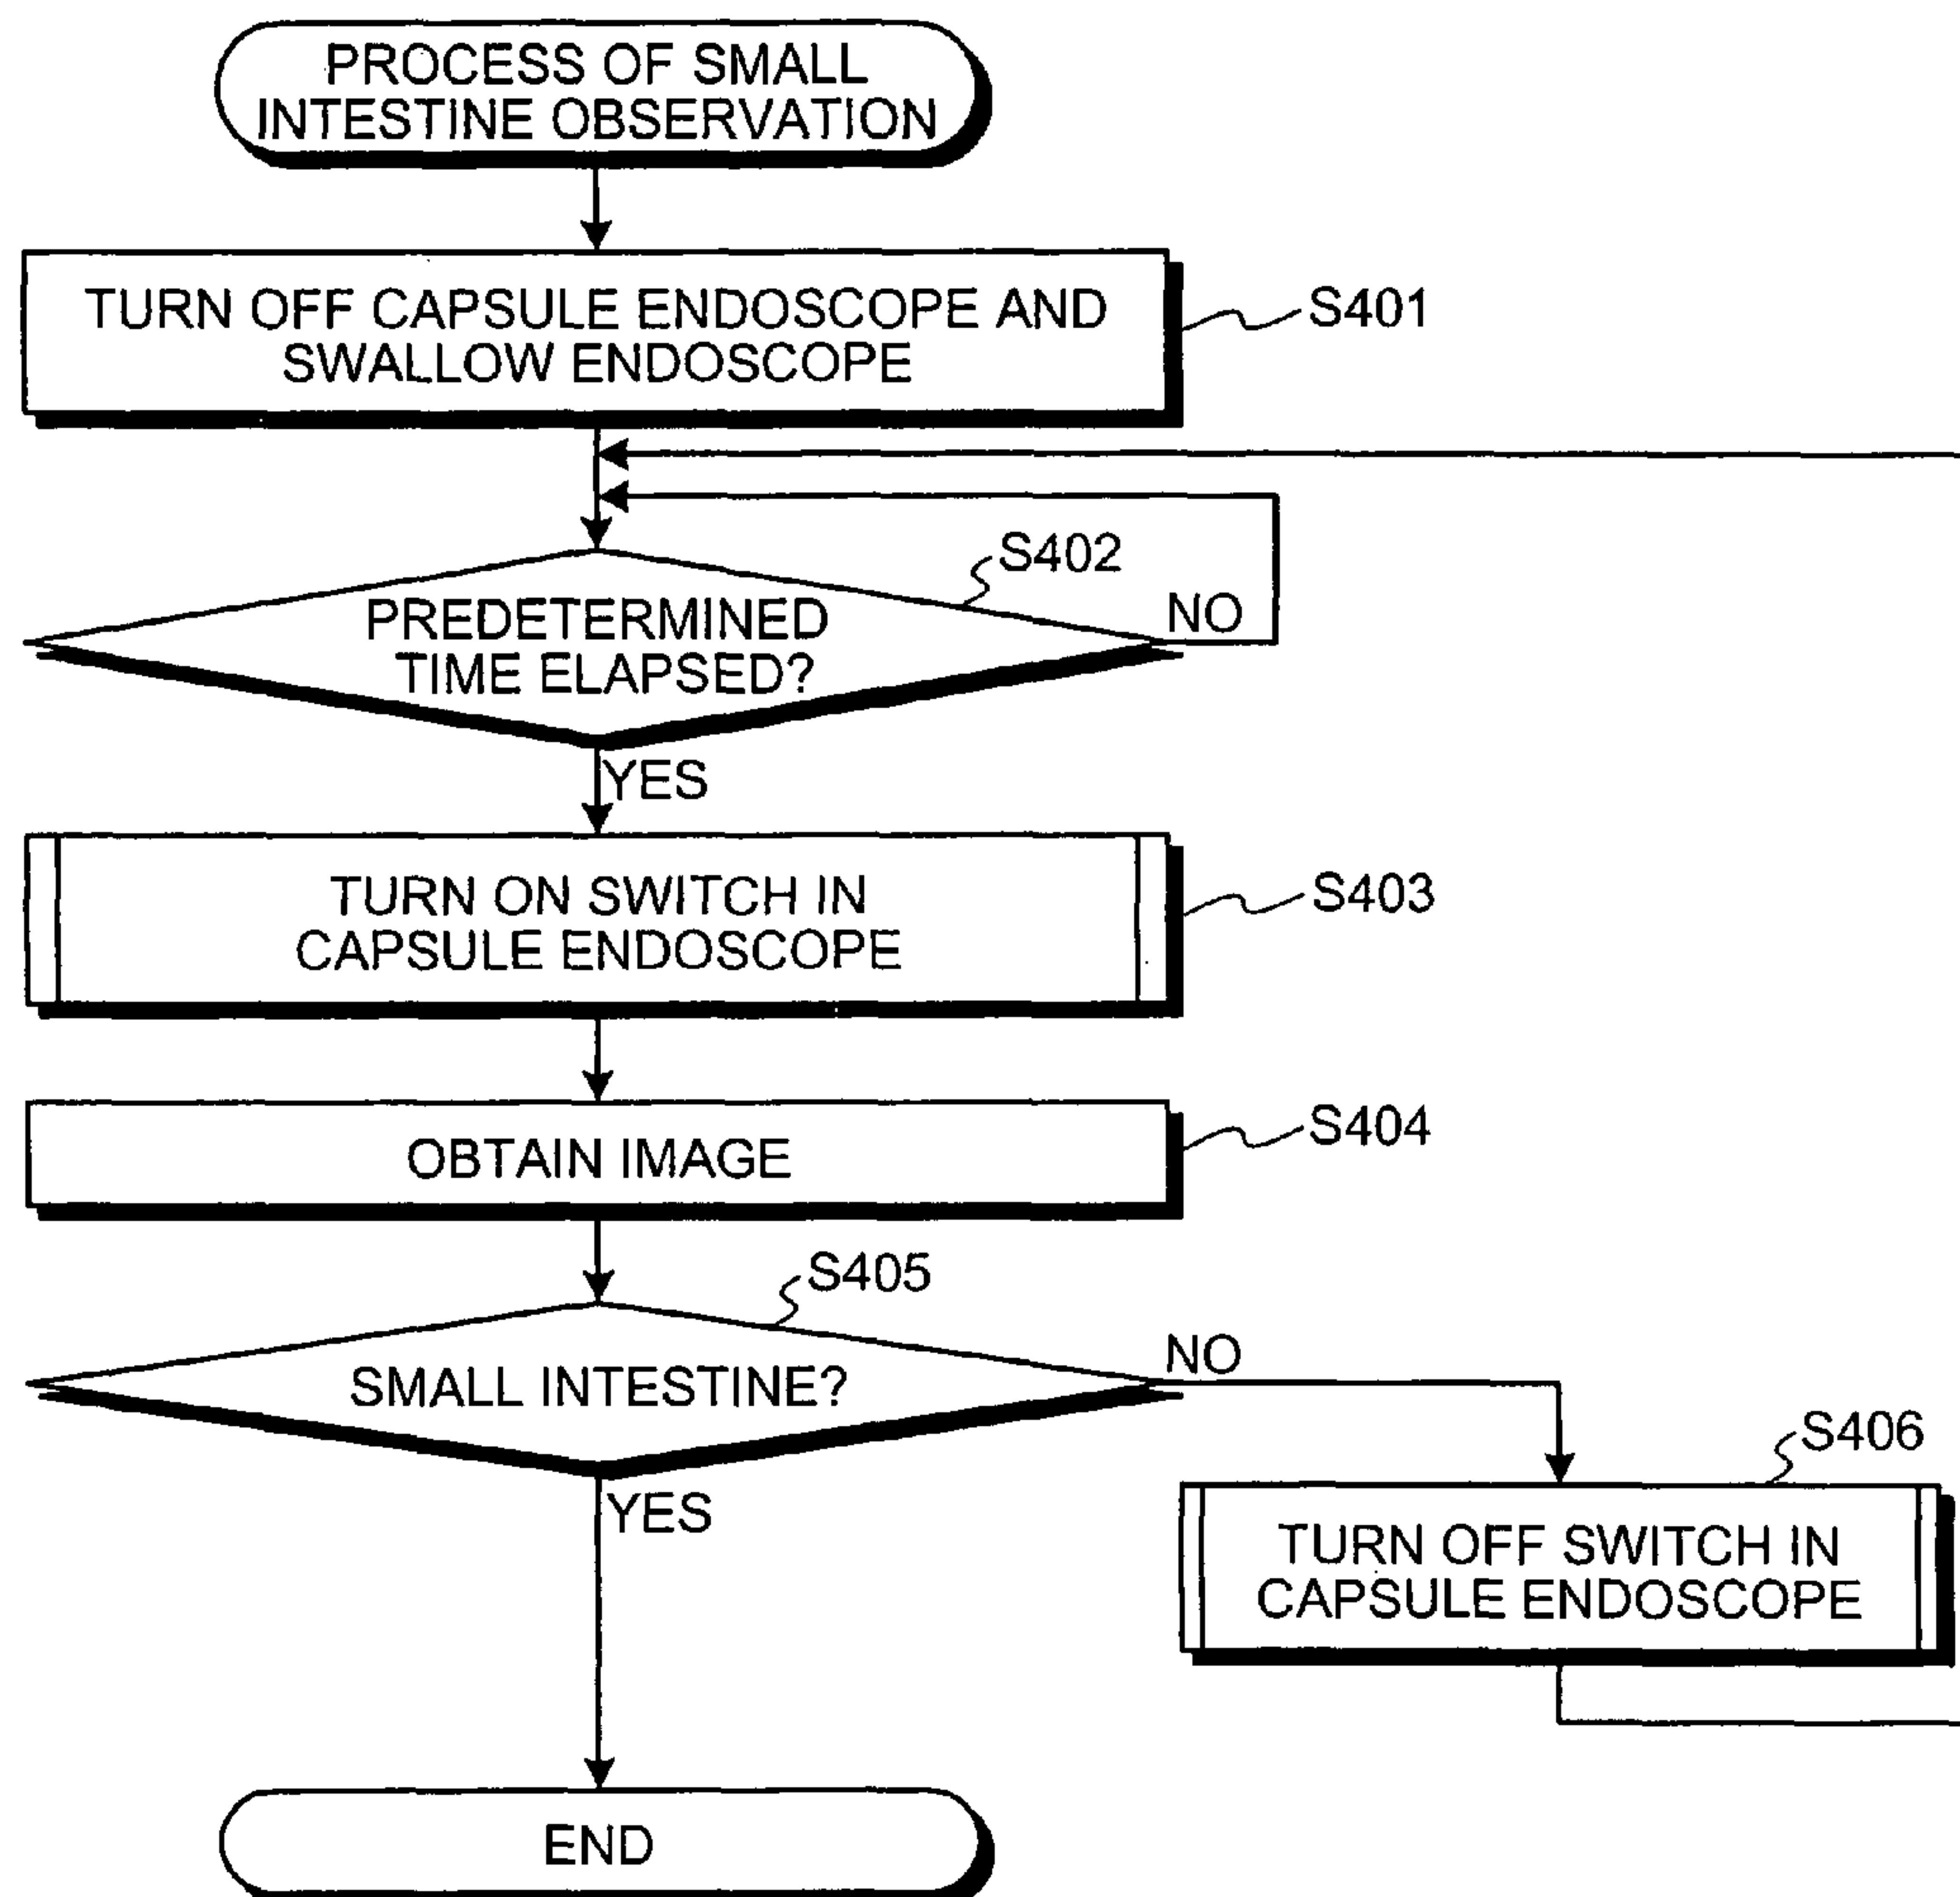 PROCESS OF SMALL
INTESTINE OBSERVATION
TURN OFF CAPSULE ENDOSCOPE AND
SWALLOW ENDOSCOPE
S401
S402
PREDETERMINED
TIME ELAPSED?
NO
YES
TURN ON SWITCH IN
CAPSULE ENDOSCOPE
S403
OBTAIN IMAGE
S404
S405
SMALL INTESTINE?
NO
YES
S406
TURN OFF SWITCH IN
CAPSULE ENDOSCOPE
END